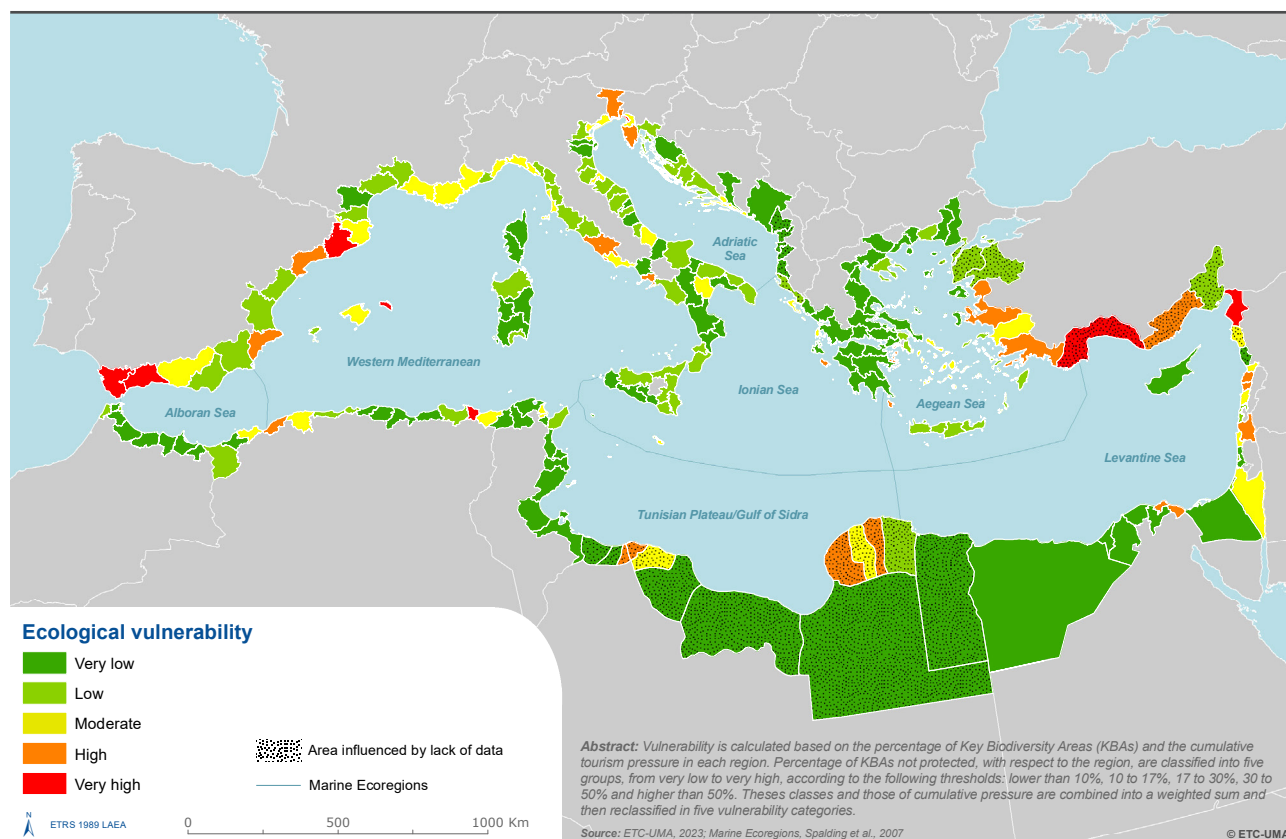 Adriatic
Sea
Western Mediterranean
Ionian Sea
Aegean Sea
Alboran Sea
Levantine Sea
Tunisian Plateau/Gulf of Sidra
Ecological vulnerability
Very low
Low
Moderate
High
Very high
Area influenced by lack of data
Marine Ecoregions
N
ETRS 1989 LAEA
0 500 1000 Km
Abstract: Vulnerability is calculated based on the percentage of Key Biodiversity Areas (KBAs) and the cumulative
tourism pressure in each region. Percentage of KBAs not protected, with respect to the region, are classified into five
groups, from very low to very high, according to the following thresholds: lower than 10%, 10 to 17%, 17 to 30%, 30 to
50% and higher than 50%. Theses classes and those of cumulative pressure are combined into a weighted sum and
then reclassified in five vulnerability categories.
Source: ETC-UMA, 2023; Marine Ecoregions, Spalding et al., 2007
© ETC-UMA